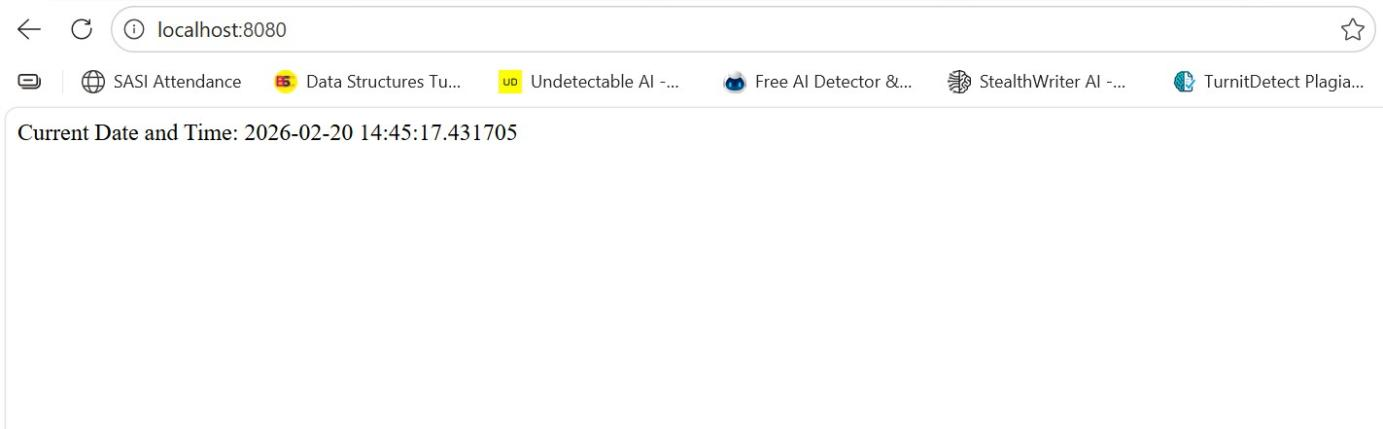 localhost:8080
SASI Attendance Data Structures Tu... UD Undetectable AI -... Free AI Detector &... StealthWriter AI -... TurnitDetect Plagia...
Current Date and Time: 2026-02-20 14:45:17.431705